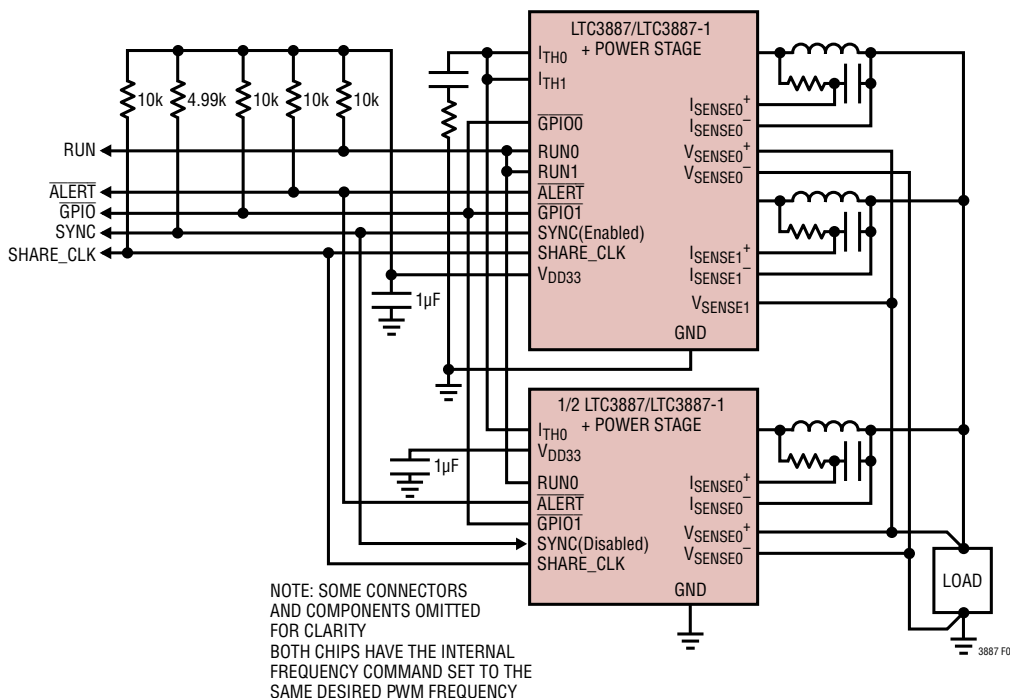 LTC3887/LTC3887-1
+ POWER STAGE
ITH0
ITH1
GPIO0
RUN0
RUN1
ALERT
GPIO1
SYNC(Enabled)
SHARE_CLK
VDD33
GND
ISENSE0+
ISENSE0–
VSENSE0+
VSENSE0–
ISENSE1+
ISENSE1–
VSENSE1
10k
4.99k
10k
10k
10k
RUN
ALERT
GPIO
SYNC
SHARE_CLK
1µF
1/2 LTC3887/LTC3887-1
+ POWER STAGE
ITH0
VDD33
RUN0
ALERT
GPIO1
SYNC(Disabled)
SHARE_CLK
GND
ISENSE0+
ISENSE0–
VSENSE0+
VSENSE0–
1µF
LOAD
NOTE: SOME CONNECTORS
AND COMPONENTS OMITTED
FOR CLARITY
BOTH CHIPS HAVE THE INTERNAL
FREQUENCY COMMAND SET TO THE
SAME DESIRED PWM FREQUENCY
3887 F0